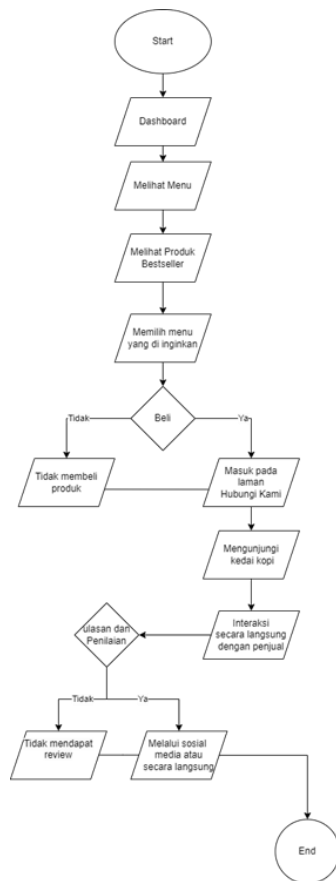 Start
Dashboard
Melihat Menu
Melihat Produk
Bestseller
Memilih menu
yang di inginkan
Beli
Tidak
Ya
Tidak membeli
produk
Masuk pada
laman
Hubungi Kami
Mengunjungi
kedai kopi
Interaksi
secara langsung
dengan penjual
ulasan dan
Penilaian
Tidak
Ya
Tidak mendapat
review
Melalui sosial
media atau
secara langsung
End